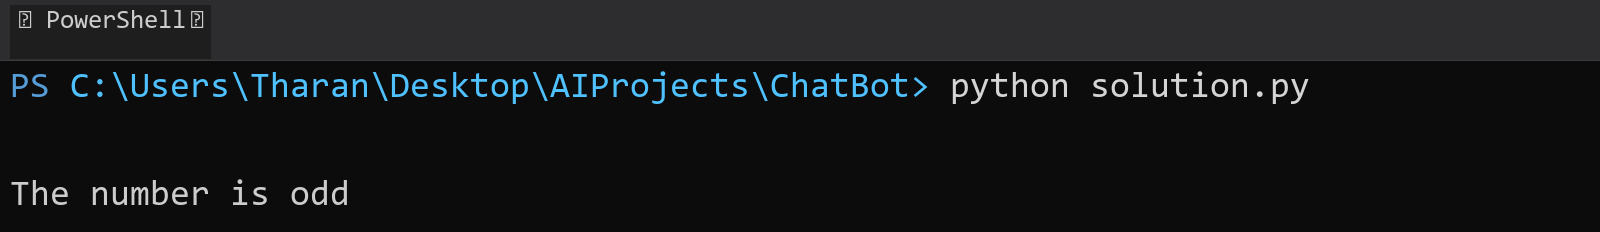 PowerShell
PS C:\Users\Tharan\Desktop\AIProjects\ChatBot> python solution.py
The number is odd